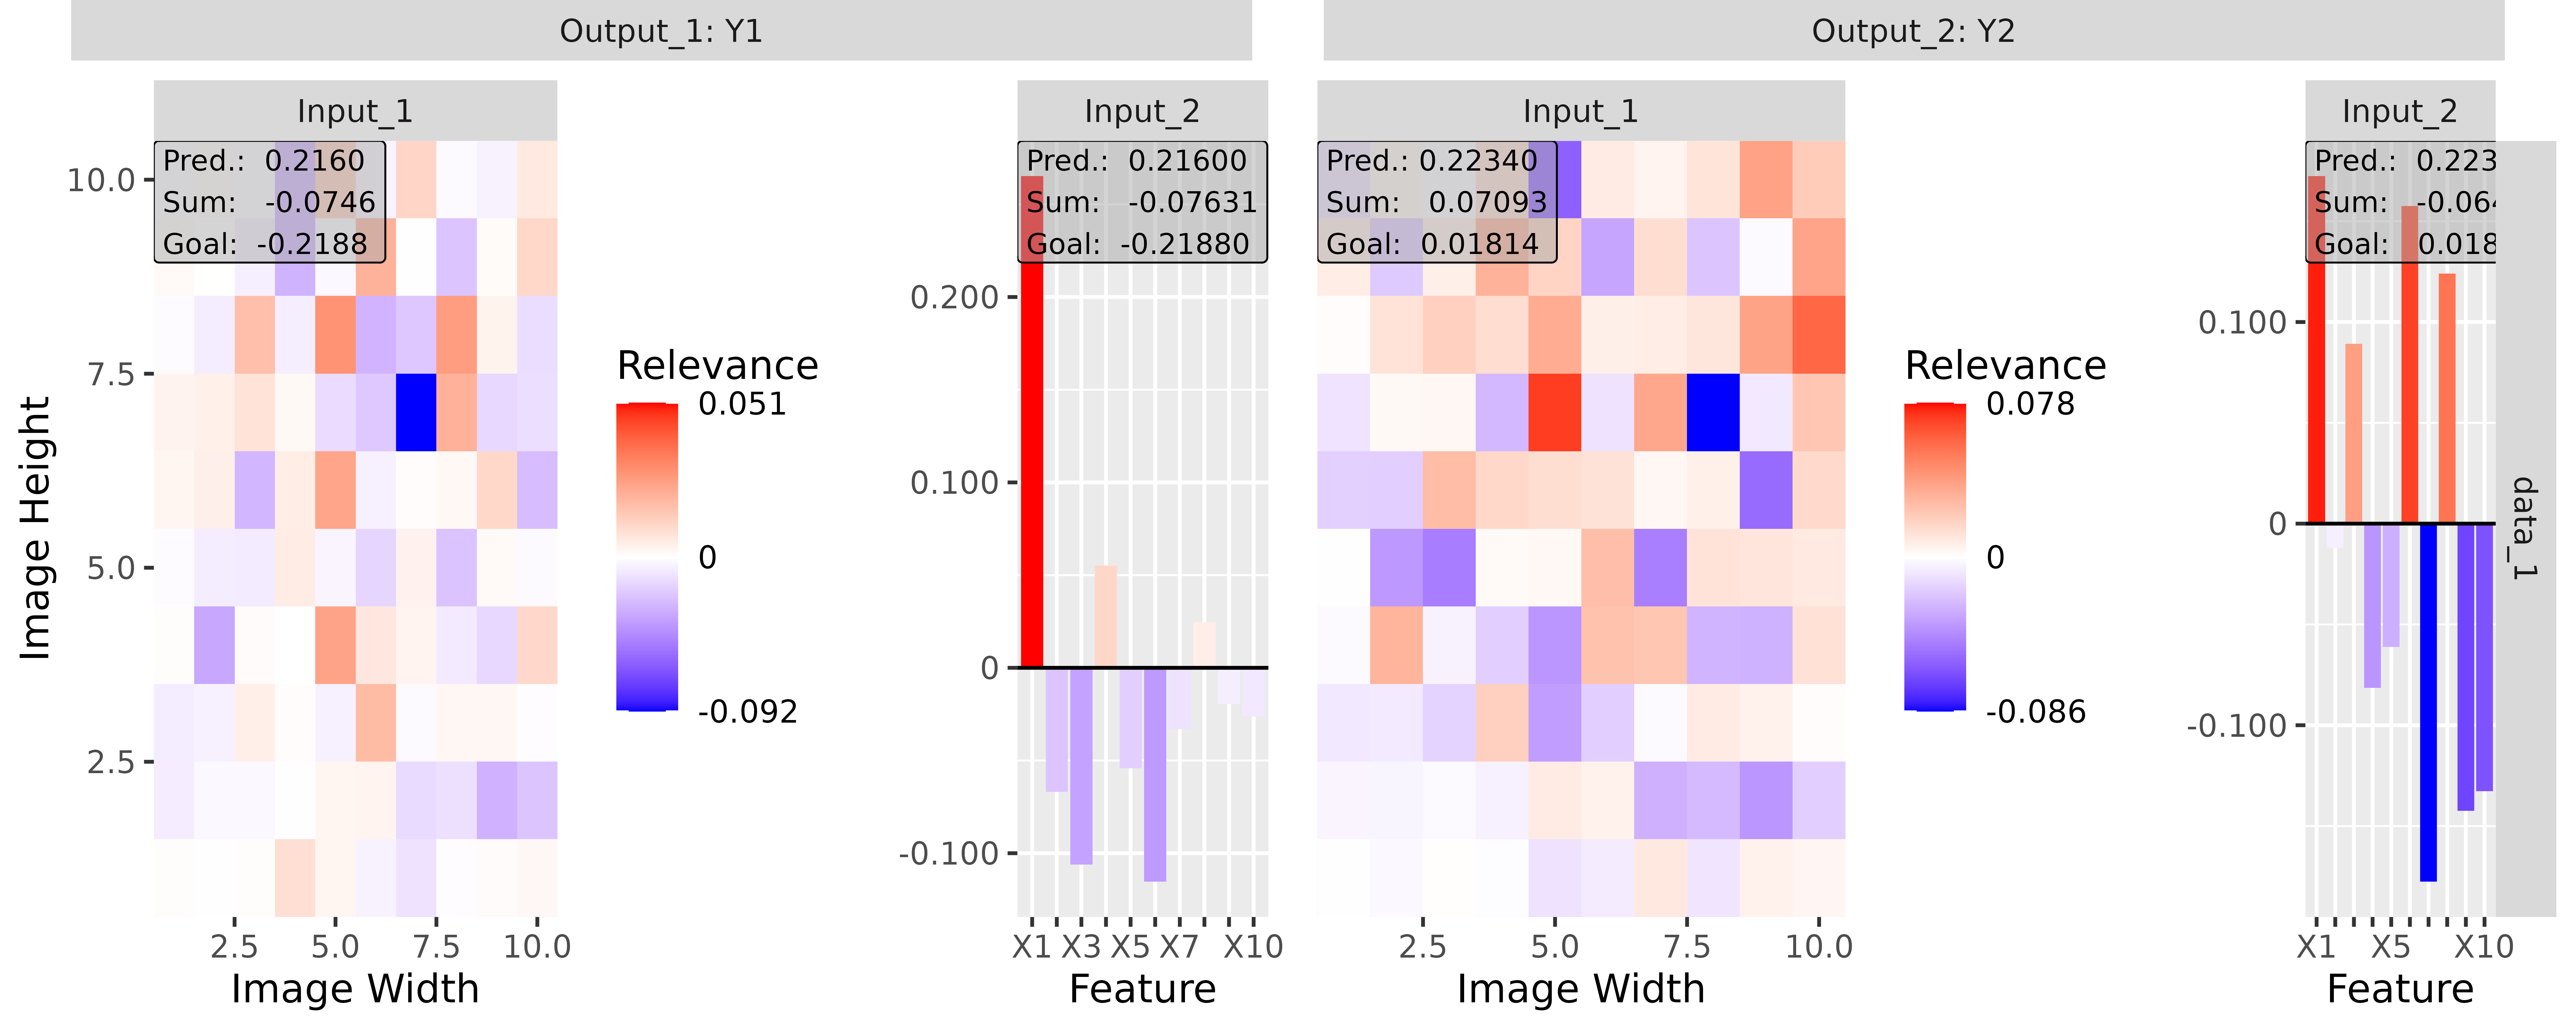 Output_1: Y1
Output_2: Y2
Input_1
Input_2
Input_1
Input_2
Pred.: 0.2160
Sum: -0.0746
Goal: -0.2188
Pred.: 0.21600
Sum: -0.07631
Goal: -0.21880
Pred.: 0.22340
Sum: 0.07093
Goal: 0.01814
Pred.: 0.223
Sum: -0.064
Goal: 0.018
Image Height
10.0
7.5
5.0
2.5
2.5 5.0 7.5 10.0
Image Width
Relevance
0.051
0
-0.092
0.200
0.100
0
-0.100
X1 X3 X5 X7 X10
Feature
2.5 5.0 7.5 10.0
Image Width
Relevance
0.078
0
-0.086
0.100
0
-0.100
X1 X5 X10
Feature
data_1